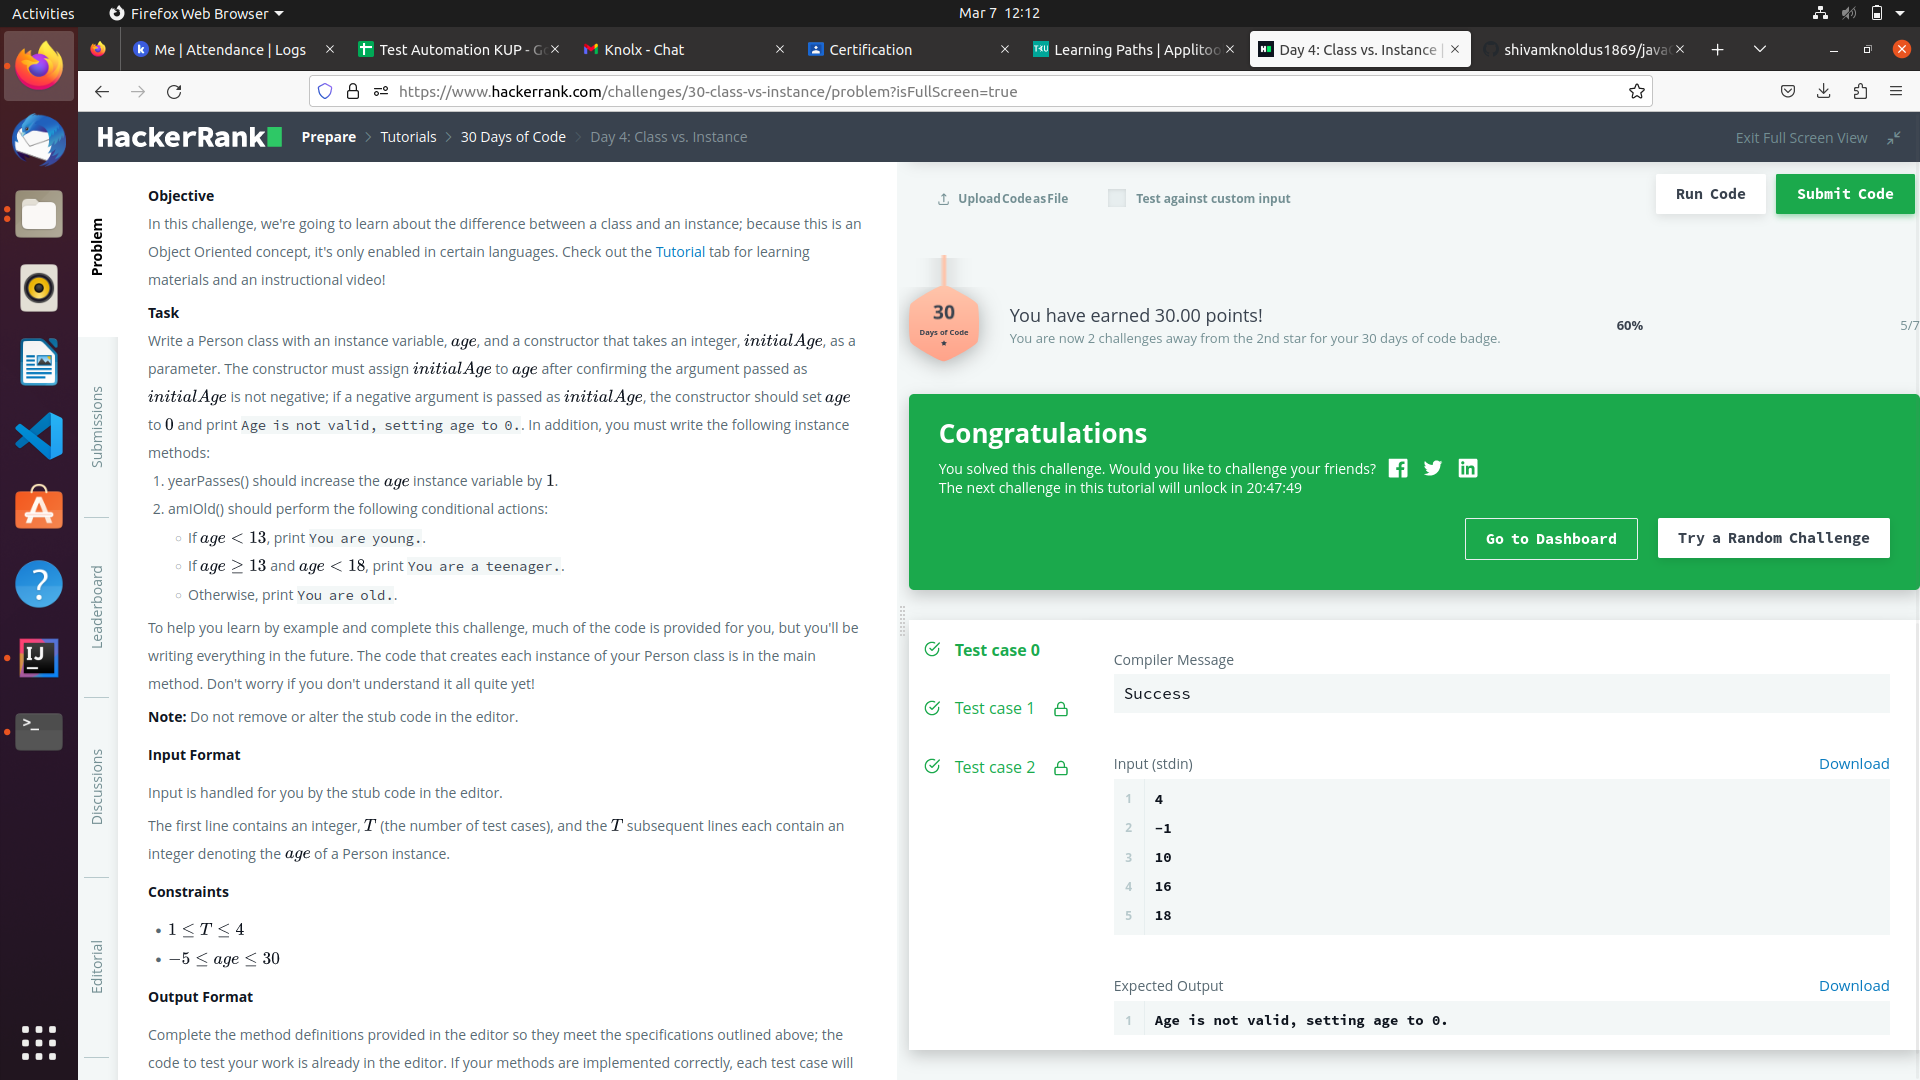 Activities
Firefox Web Browser
Mar 7 12:12
Me | Attendance | Logs
Test Automation KUP - Go
Knolx - Chat
Certification
Learning Paths | Applitoo
Day 4: Class vs. Instance |
shivamknoldus1869/java
https://www.hackerrank.com/challenges/30-class-vs-instance/problem?isFullScreen=true
HackerRank
Prepare > Tutorials > 30 Days of Code > Day 4: Class vs. Instance
Exit Full Screen View
Problem
Submissions
Leaderboard
Discussions
Editorial
Objective
In this challenge, we're going to learn about the difference between a class and an instance; because this is an
Object Oriented concept, it's only enabled in certain languages. Check out the Tutorial tab for learning
materials and an instructional video!
Task
Write a Person class with an instance variable, age, and a constructor that takes an integer, initialAge, as a
parameter. The constructor must assign initialAge to age after confirming the argument passed as
initialAge is not negative; if a negative argument is passed as initialAge, the constructor should set age
to 0 and print Age is not valid, setting age to 0.. In addition, you must write the following instance
methods:
1. yearPasses() should increase the age instance variable by 1.
2. amIOld() should perform the following conditional actions:
If age < 13, print You are young..
If age ≥ 13 and age < 18, print You are a teenager..
Otherwise, print You are old..
To help you learn by example and complete this challenge, much of the code is provided for you, but you'll be
writing everything in the future. The code that creates each instance of your Person class is in the main
method. Don't worry if you don't understand it all quite yet!
Note: Do not remove or alter the stub code in the editor.
Input Format
Input is handled for you by the stub code in the editor.
The first line contains an integer, T (the number of test cases), and the T subsequent lines each contain an
integer denoting the age of a Person instance.
Constraints
• 1 ≤ T ≤ 4
• −5 ≤ age ≤ 30
Output Format
Complete the method definitions provided in the editor so they meet the specifications outlined above; the
code to test your work is already in the editor. If your methods are implemented correctly, each test case will
Upload Code as File
Test against custom input
Run Code
Submit Code
30
Days of Code
You have earned 30.00 points!
You are now 2 challenges away from the 2nd star for your 30 days of code badge.
60%
5/7
Congratulations
You solved this challenge. Would you like to challenge your friends?
The next challenge in this tutorial will unlock in 20:47:49
Go to Dashboard
Try a Random Challenge
Test case 0
Test case 1
Test case 2
Compiler Message
Success
Input (stdin)
Download
1 4
2 -1
3 10
4 16
5 18
Expected Output
Download
1 Age is not valid, setting age to 0.